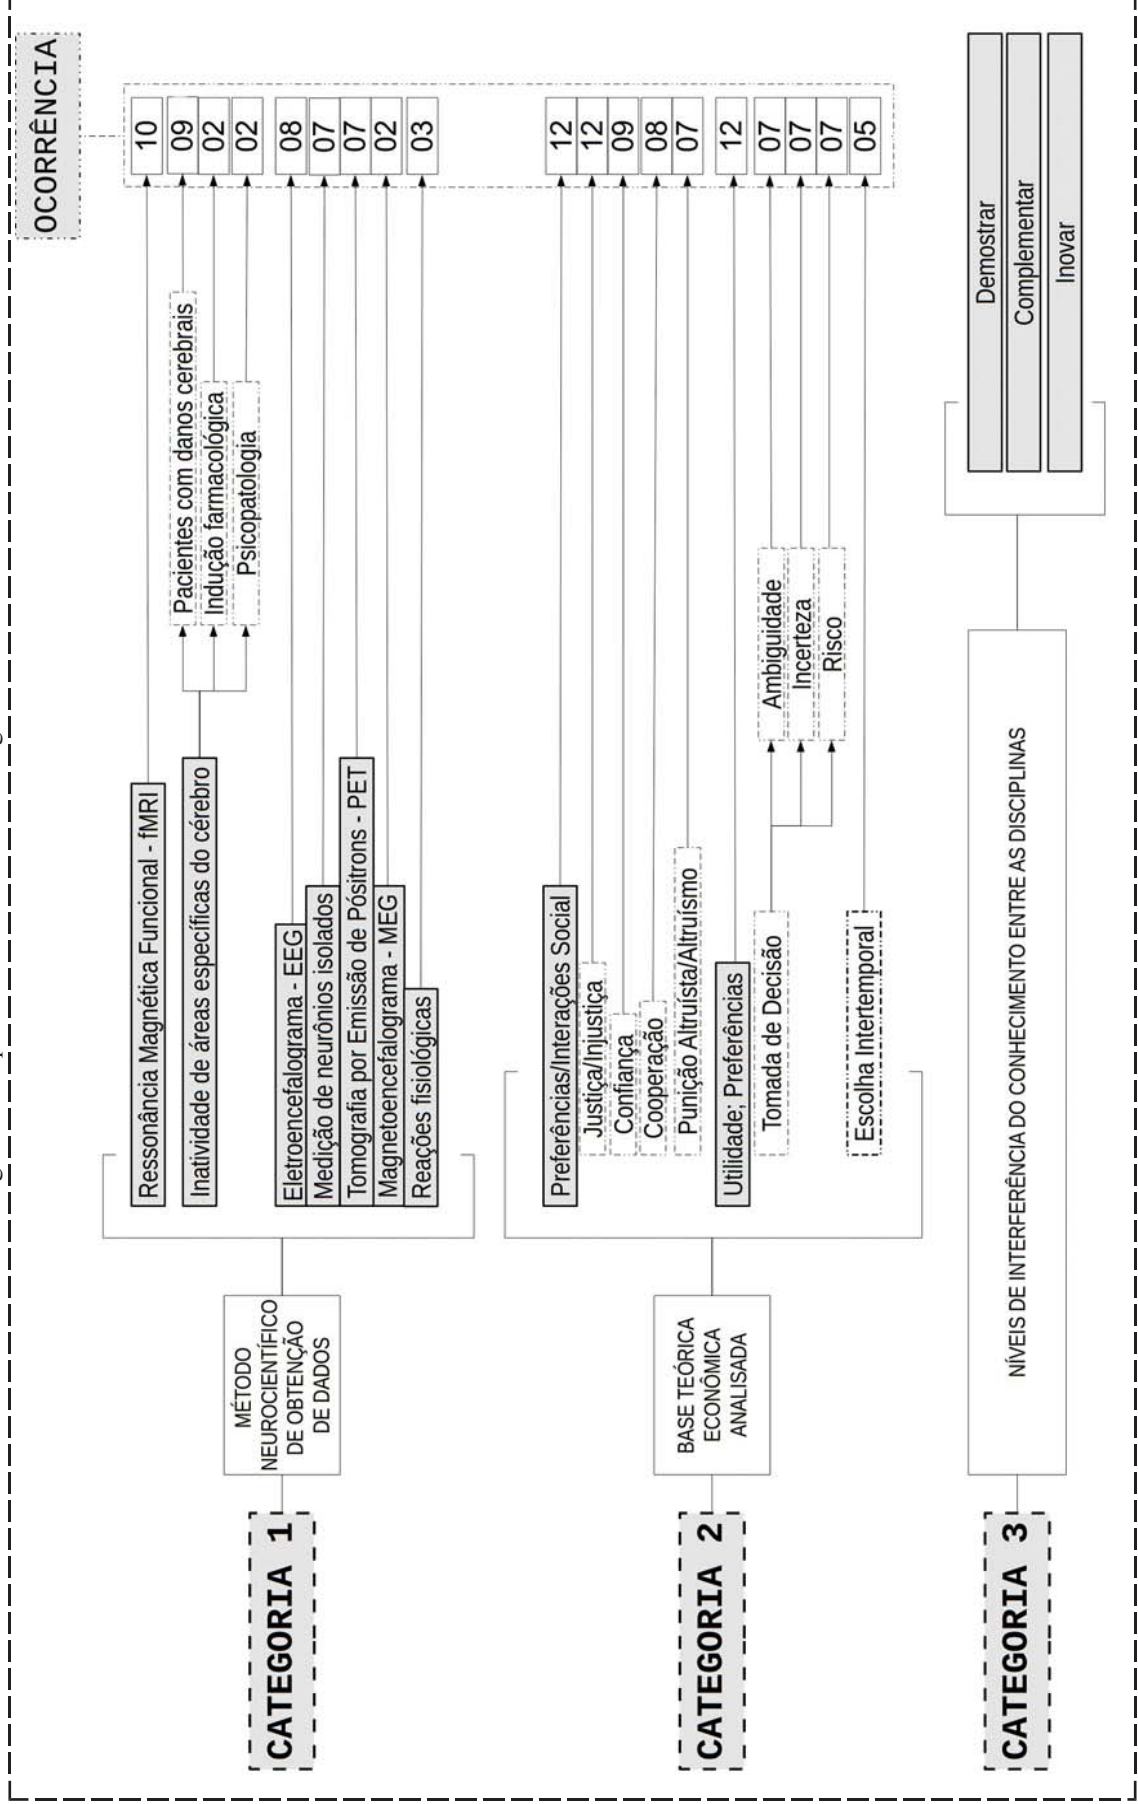 OCORRÊNCIA
CATEGORIA 1
MÉTODO
NEUROCIENTÍFICO
DE OBTENÇÃO
DE DADOS
Ressonância Magnética Funcional - fMRI
10
Inatividade de áreas específicas do cérebro
Pacientes com danos cerebrais
09
Indução farmacológica
02
Psicopatologia
02
Eletroencefalograma - EEG
08
Medição de neurônios isolados
07
Tomografia por Emissão de Pósitrons - PET
07
Magnetoencefalograma - MEG
02
Reações fisiológicas
03
CATEGORIA 2
BASE TEÓRICA
ECONÔMICA
ANALISADA
Preferências/Interações Social
12
Justiça/Injustiça
12
Confiança
09
Cooperação
08
Punição Altruísta/Altruísmo
07
Utilidade; Preferências
12
Tomada de Decisão
Ambiguidade
07
Incerteza
07
Risco
07
Escolha Intertemporal
05
CATEGORIA 3
NÍVEIS DE INTERFERÊNCIA DO CONHECIMENTO ENTRE AS DISCIPLINAS
Demostrar
Complementar
Inovar